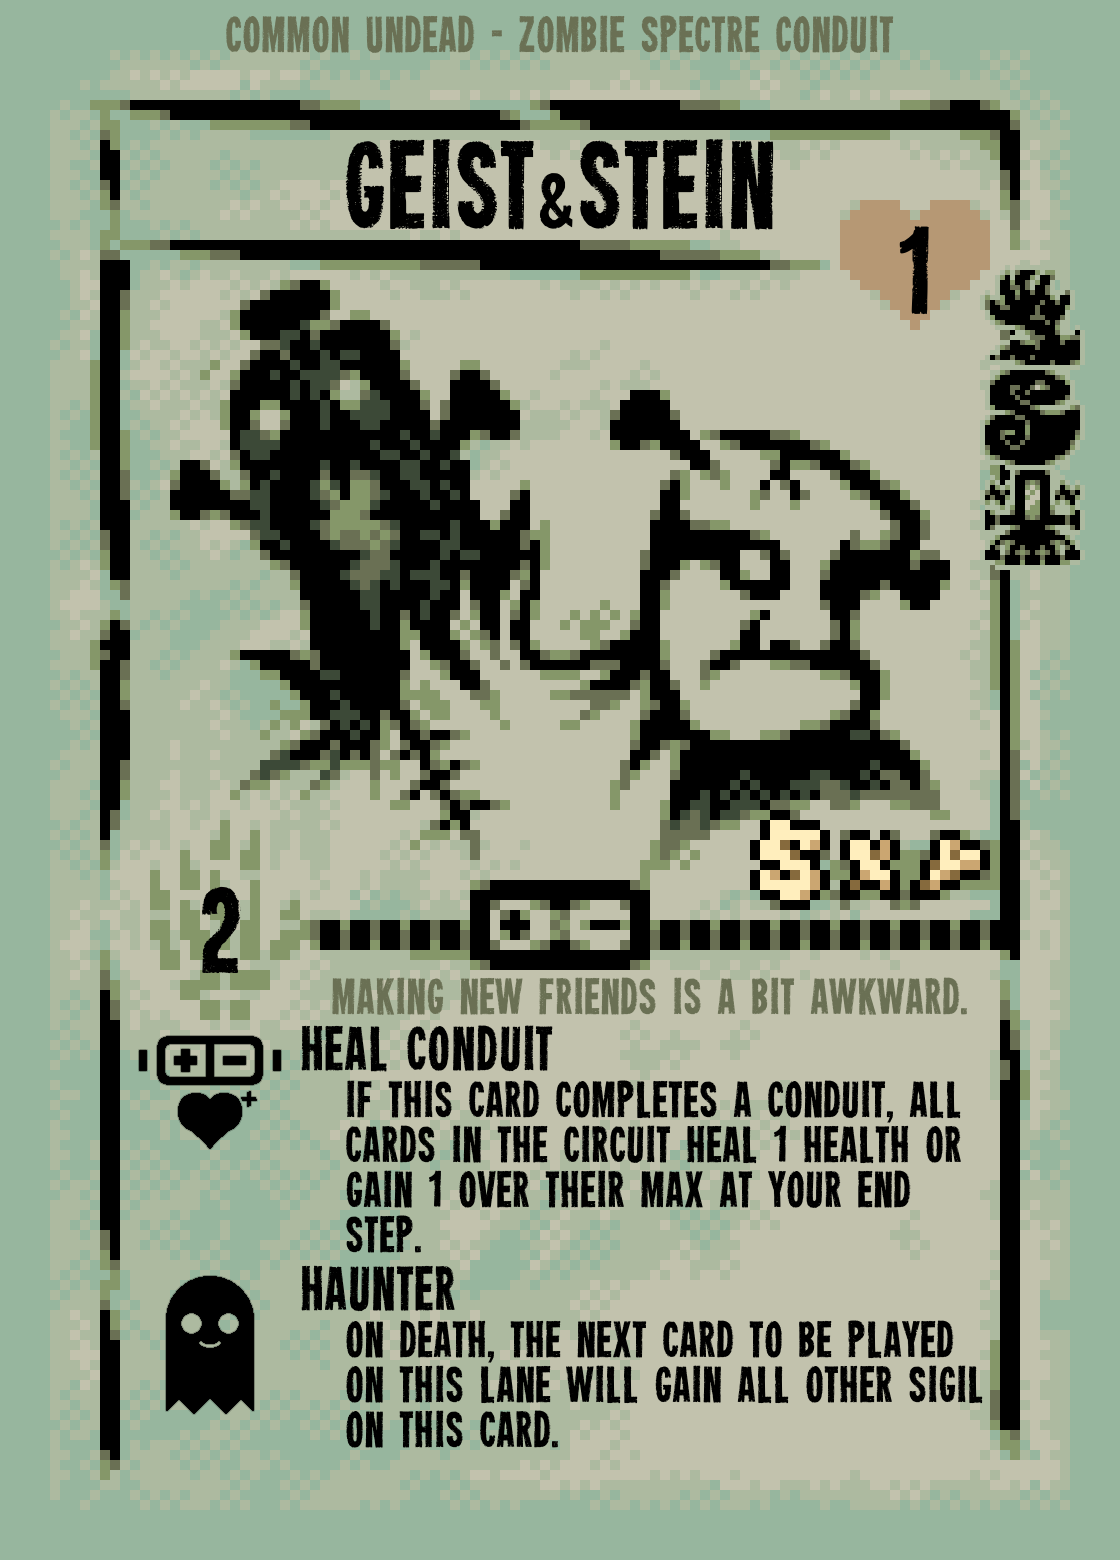 COMMON UNDEAD - ZOMBIE SPECTRE CONDUIT
GEIST & STEIN
1
5 X
2
MAKING NEW FRIENDS IS A BIT AWKWARD.
HEAL CONDUIT
IF THIS CARD COMPLETES A CONDUIT, ALL
CARDS IN THE CIRCUIT HEAL 1 HEALTH OR
GAIN 1 OVER THEIR MAX AT YOUR END
STEP.
HAUNTER
ON DEATH, THE NEXT CARD TO BE PLAYED
ON THIS LANE WILL GAIN ALL OTHER SIGIL
ON THIS CARD.